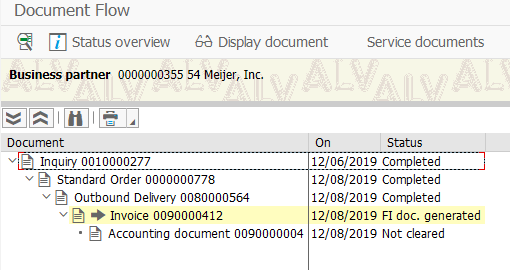 Document Flow
Status overview Display document Service documents
Business partner 0000000355 54 Meijer, Inc.
Document On Status
Inquiry 0010000277 12/06/2019 Completed
Standard Order 0000000778 12/08/2019 Completed
Outbound Delivery 0080000564 12/08/2019 Completed
Invoice 0090000412 12/08/2019 FI doc. generated
Accounting document 0090000004 12/08/2019 Not cleared